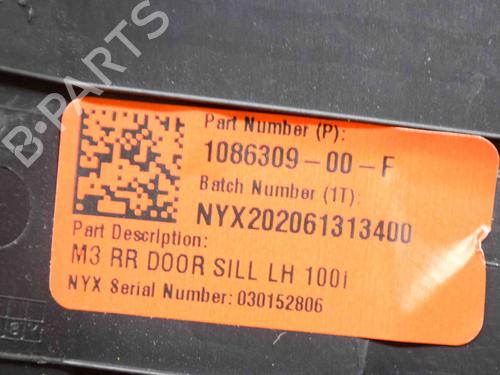 B-PARTS
Part Number (P):
1086309-00-F
Batch Number (1T):
NYX202061313400
Part Description:
M3 RR DOOR SILL LH 100i
NYX Serial Number: 030152806